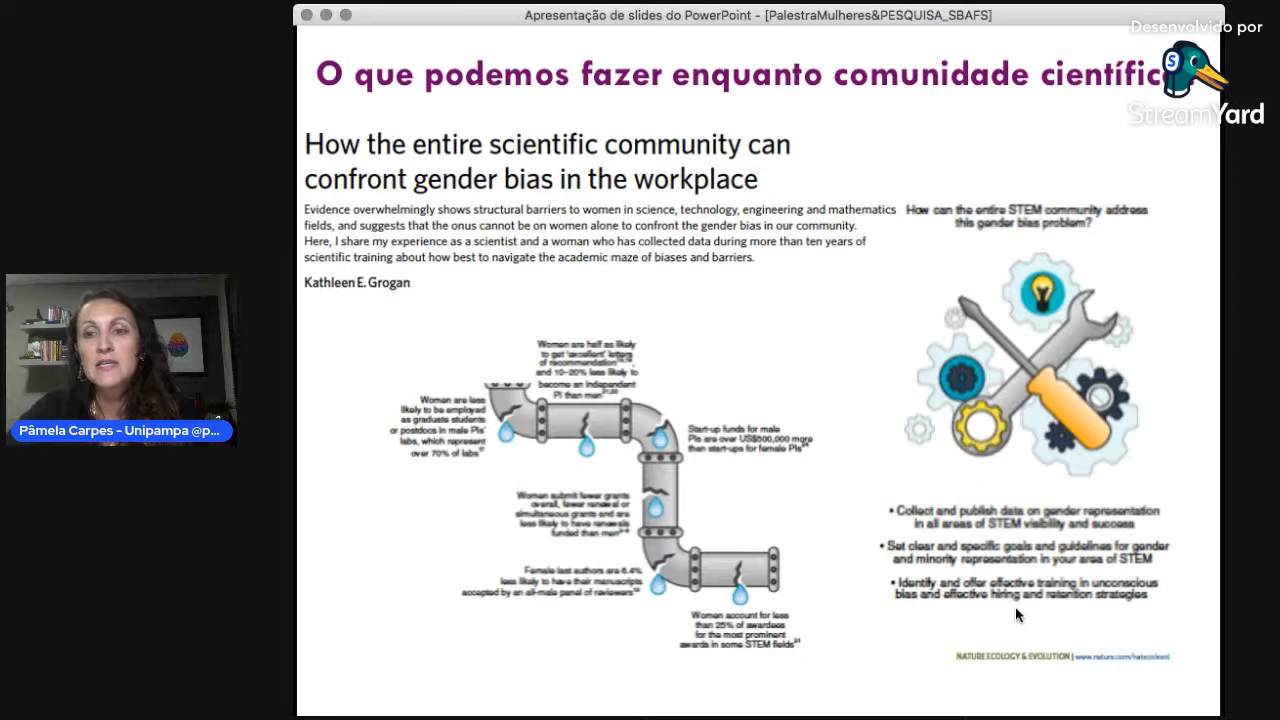 Apresentação de slides do PowerPoint - [PalestraMulheres&PESQUISA_SBAFS]
Desenvolvido por
StreamYard
O que podemos fazer enquanto comunidade científic
How the entire scientific community can
confront gender bias in the workplace
Evidence overwhelmingly shows structural barriers to women in science, technology, engineering and mathematics
fields, and suggests that the onus cannot be on women alone to confront the gender bias in our community.
Here, I share my experience as a scientist and a woman who has collected data during more than ten years of
scientific training about how best to navigate the academic maze of biases and barriers.
Kathleen E. Grogan
How can the entire STEM community address
this gender bias problem?
Women are half as likely
to get 'excellent' letters
of recommendation
and 10–20% less likely to
become an independent
PI than men
Women are less
likely to be employed
as graduate students
or postdocs in male PIs'
labs, which represent
over 70% of labs
Start-up funds for male
PIs are over US$500,000 more
than start-ups for female PIs
Women submit fewer grants
overall, fewer renewal or
simultaneous grants and are
less likely to have renewals
funded than men
Female last authors are 6.4%
less likely to have their manuscripts
accepted by an all-male panel of reviewers
Women account for less
than 25% of awardees
for the most prominent
awards in some STEM fields
• Collect and publish data on gender representation
in all areas of STEM visibility and success
• Set clear and specific goals and guidelines for gender
and minority representation in your area of STEM
• Identify and offer effective training in unconscious
bias and effective hiring and retention strategies
NATURE ECOLOGY & EVOLUTION | www.nature.com/natecolevol
Pâmela Carpes - Unipampa @p...